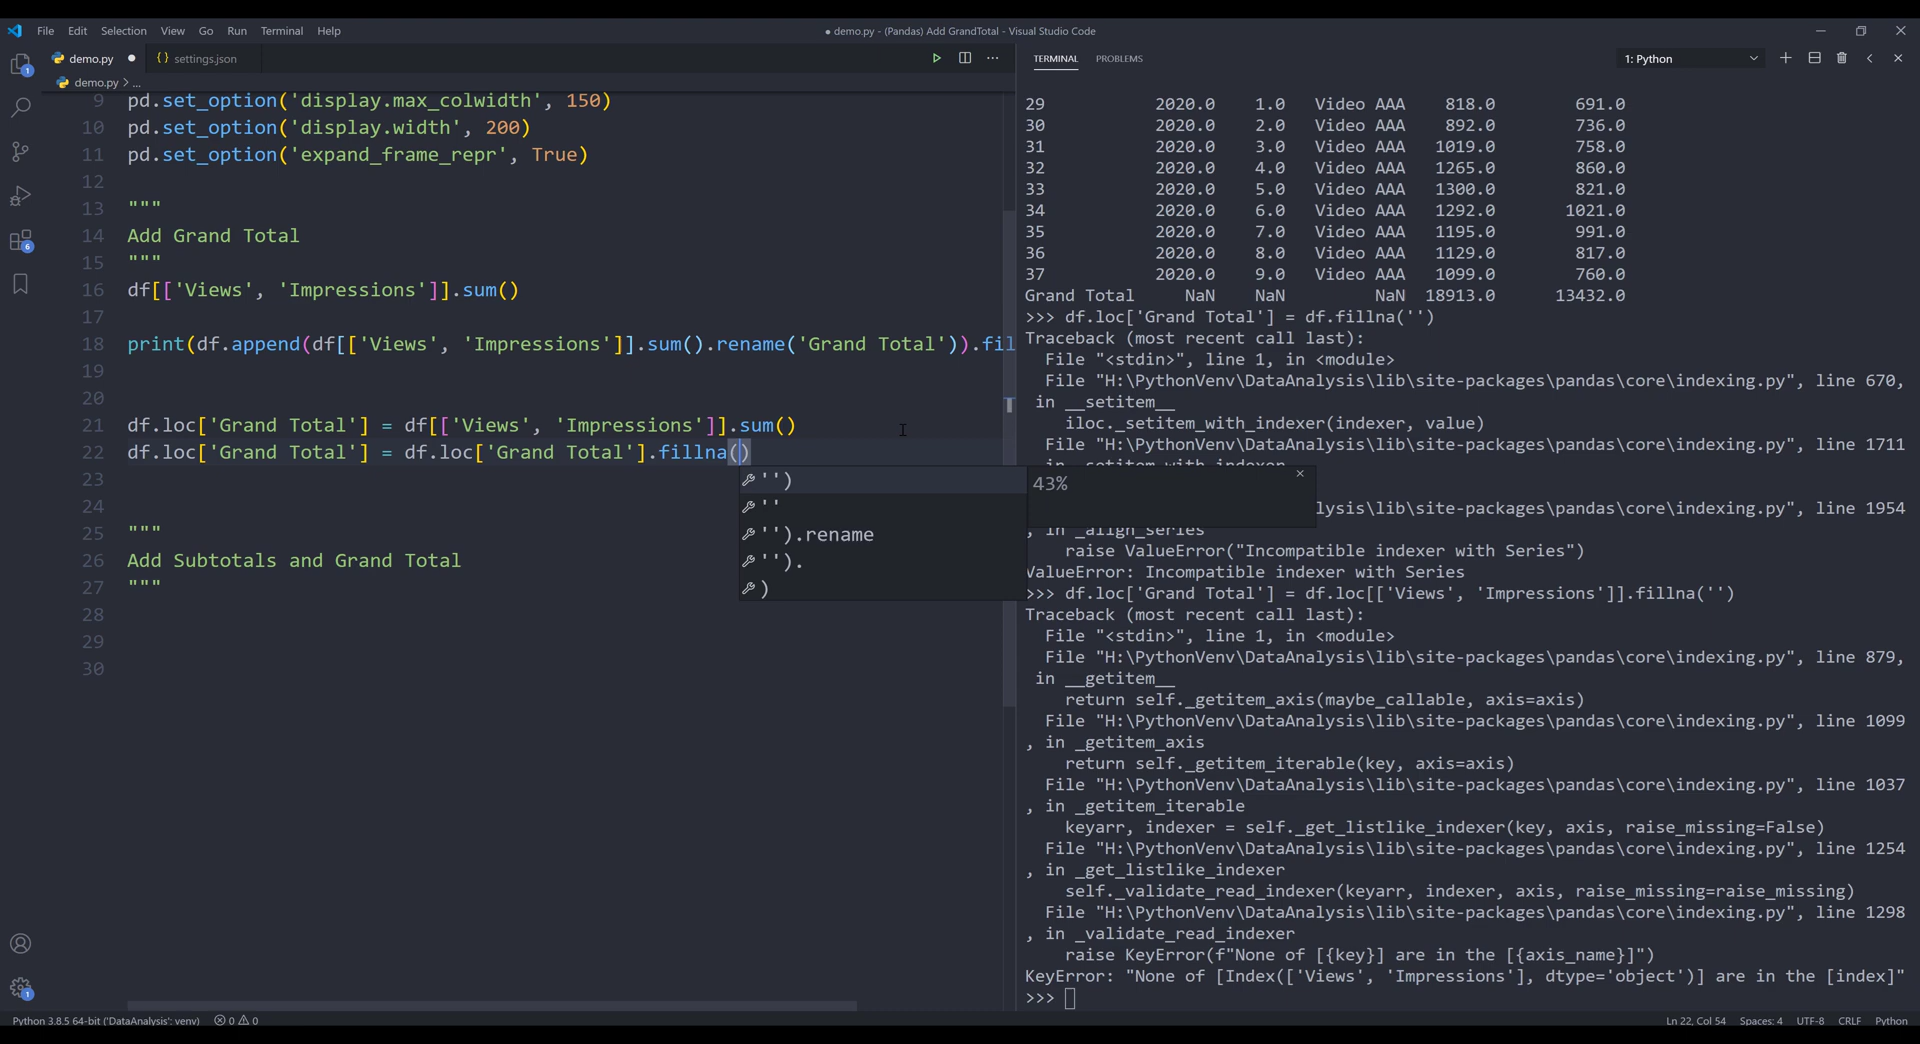 File Edit Selection View Go Run Terminal Help
● demo.py - (Pandas) Add GrandTotal - Visual Studio Code
demo.py ●
{ } settings.json
demo.py > ...
9 pd.set_option('display.max_colwidth', 150)
10 pd.set_option('display.width', 200)
11 pd.set_option('expand_frame_repr', True)
12
13 """
14 Add Grand Total
15 """
16 df[['Views', 'Impressions']].sum()
17
18 print(df.append(df[['Views', 'Impressions']].sum().rename('Grand Total')).fil
19
20
21 df.loc['Grand Total'] = df[['Views', 'Impressions']].sum()
22 df.loc['Grand Total'] = df.loc['Grand Total'].fillna()
23
24
25 """
26 Add Subtotals and Grand Total
27 """
28
29
30
'')
''
'').rename
'').
)
43%
1
6
1
TERMINAL PROBLEMS
1: Python
29 2020.0 1.0 Video AAA 818.0 691.0
30 2020.0 2.0 Video AAA 892.0 736.0
31 2020.0 3.0 Video AAA 1019.0 758.0
32 2020.0 4.0 Video AAA 1265.0 860.0
33 2020.0 5.0 Video AAA 1300.0 821.0
34 2020.0 6.0 Video AAA 1292.0 1021.0
35 2020.0 7.0 Video AAA 1195.0 991.0
36 2020.0 8.0 Video AAA 1129.0 817.0
37 2020.0 9.0 Video AAA 1099.0 760.0
Grand Total NaN NaN NaN 18913.0 13432.0
>>> df.loc['Grand Total'] = df.fillna('')
Traceback (most recent call last):
File "<stdin>", line 1, in <module>
File "H:\PythonVenv\DataAnalysis\lib\site-packages\pandas\core\indexing.py", line 670,
in __setitem__
iloc._setitem_with_indexer(indexer, value)
File "H:\PythonVenv\DataAnalysis\lib\site-packages\pandas\core\indexing.py", line 1711
, in _setitem_with_indexer
lysis\lib\site-packages\pandas\core\indexing.py", line 1954
, in _align_series
raise ValueError("Incompatible indexer with Series")
ValueError: Incompatible indexer with Series
>>> df.loc['Grand Total'] = df.loc[['Views', 'Impressions']].fillna('')
Traceback (most recent call last):
File "<stdin>", line 1, in <module>
File "H:\PythonVenv\DataAnalysis\lib\site-packages\pandas\core\indexing.py", line 879,
in __getitem__
return self._getitem_axis(maybe_callable, axis=axis)
File "H:\PythonVenv\DataAnalysis\lib\site-packages\pandas\core\indexing.py", line 1099
, in _getitem_axis
return self._getitem_iterable(key, axis=axis)
File "H:\PythonVenv\DataAnalysis\lib\site-packages\pandas\core\indexing.py", line 1037
, in _getitem_iterable
keyarr, indexer = self._get_listlike_indexer(key, axis, raise_missing=False)
File "H:\PythonVenv\DataAnalysis\lib\site-packages\pandas\core\indexing.py", line 1254
, in _get_listlike_indexer
self._validate_read_indexer(keyarr, indexer, axis, raise_missing=raise_missing)
File "H:\PythonVenv\DataAnalysis\lib\site-packages\pandas\core\indexing.py", line 1298
, in _validate_read_indexer
raise KeyError(f"None of [{key}] are in the [{axis_name}]")
KeyError: "None of [Index(['Views', 'Impressions'], dtype='object')] are in the [index]"
>>>
Python 3.8.5 64-bit ('DataAnalysis': venv) 0 0
Ln 22, Col 54 Spaces: 4 UTF-8 CRLF Python